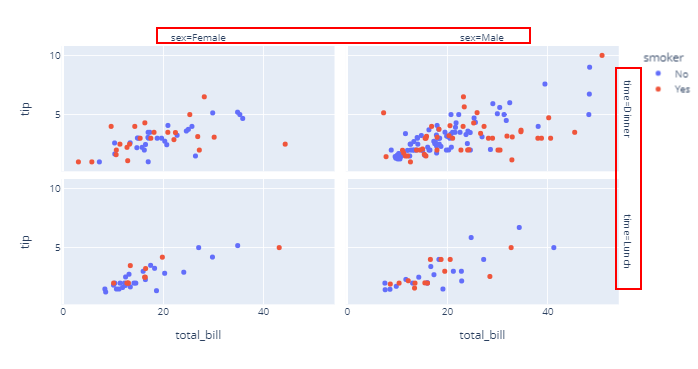 sex=Female sex=Male
10 smoker
No
Yes
tip
5
time=Dinner
10
tip
5
time=Lunch
0 20 40 0 20 40
total_bill total_bill